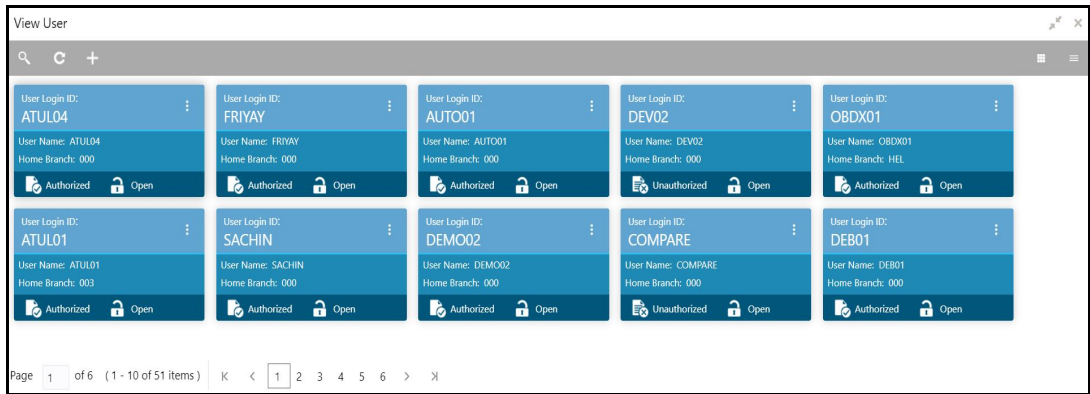 View User
User Login ID:
ATUL04
User Name: ATUL04
Home Branch: 000
Authorized Open
User Login ID:
FRIYAY
User Name: FRIYAY
Home Branch: 000
Authorized Open
User Login ID:
AUTO01
User Name: AUTO01
Home Branch: 000
Authorized Open
User Login ID:
DEV02
User Name: DEV02
Home Branch: 000
Unauthorized Open
User Login ID:
OBDX01
User Name: OBDX01
Home Branch: HEL
Authorized Open
User Login ID:
ATUL01
User Name: ATUL01
Home Branch: 003
Authorized Open
User Login ID:
SACHIN
User Name: SACHIN
Home Branch: 000
Authorized Open
User Login ID:
DEMO02
User Name: DEMO02
Home Branch: 000
Authorized Open
User Login ID:
COMPARE
User Name: COMPARE
Home Branch: 000
Unauthorized Open
User Login ID:
DEB01
User Name: DEB01
Home Branch: 000
Authorized Open
Page 1 of 6 (1 - 10 of 51 items) 1 2 3 4 5 6